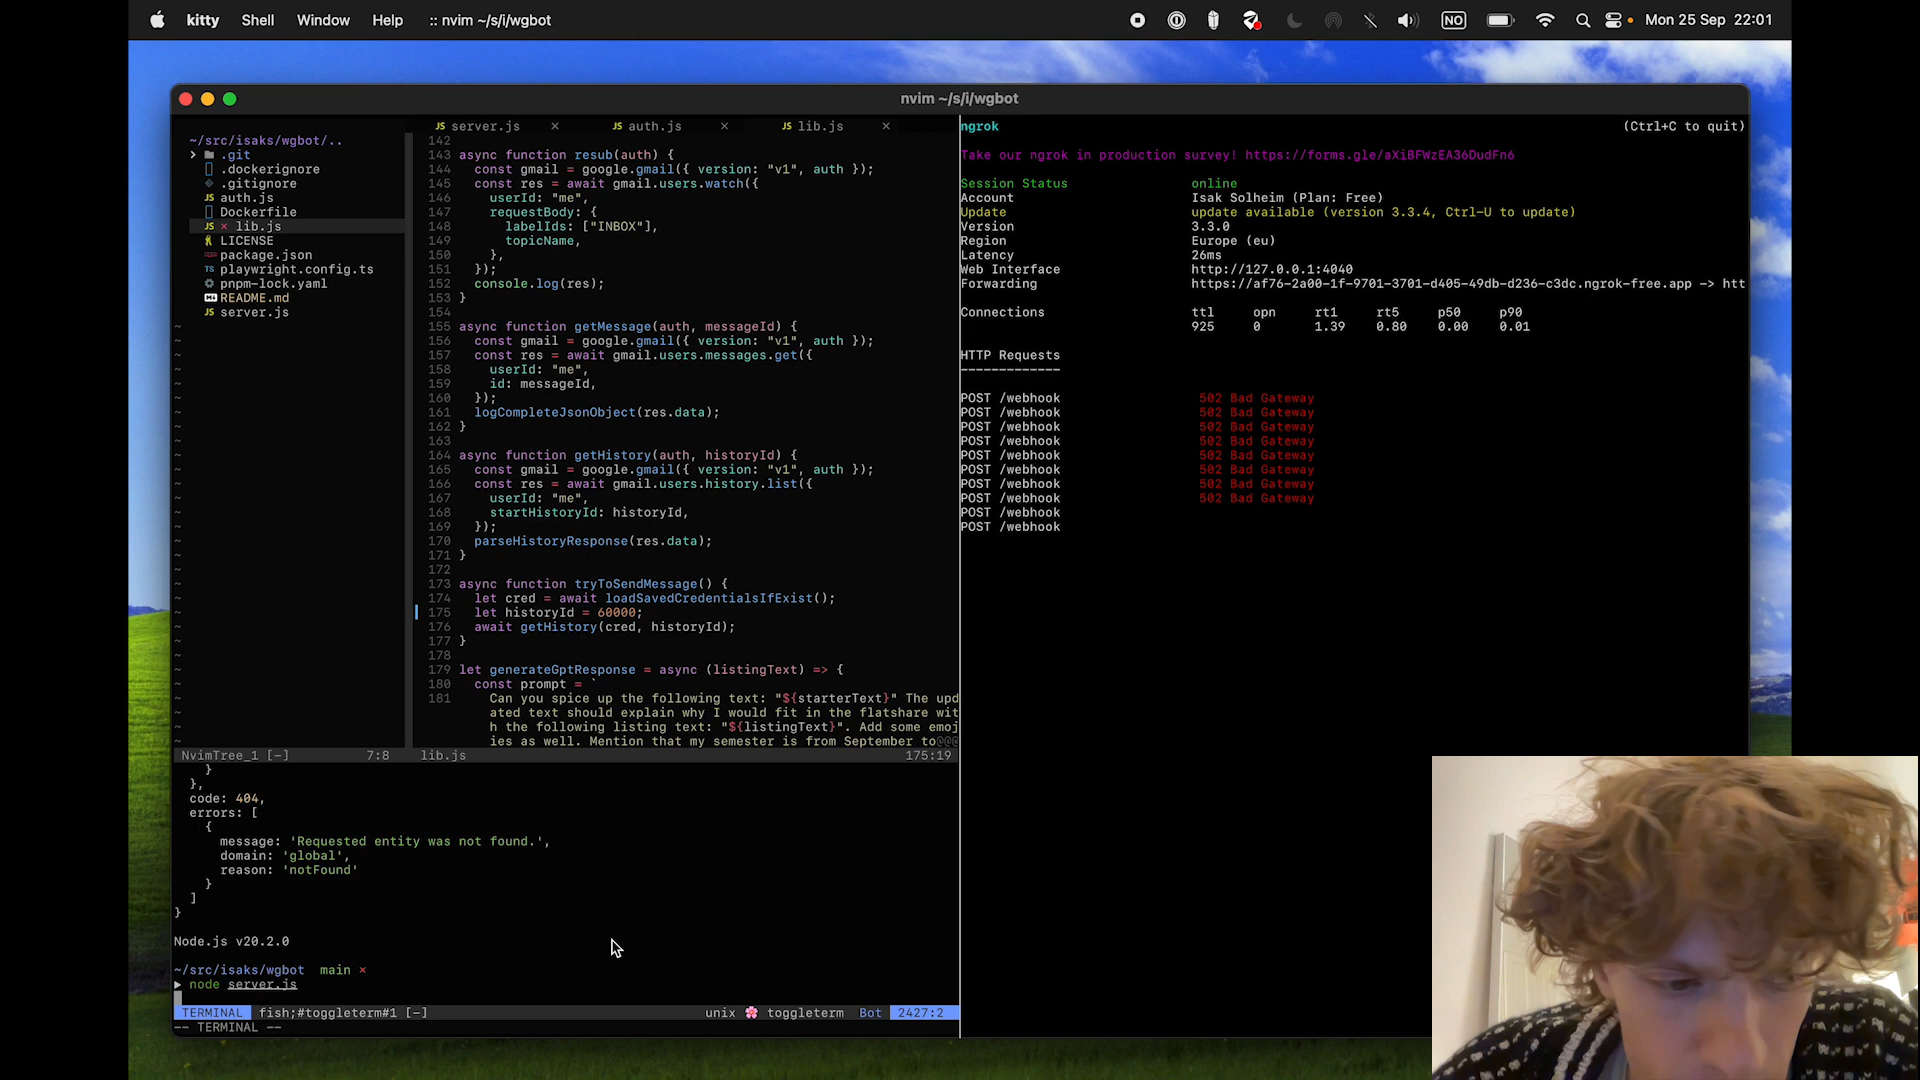 kitty Shell Window Help :: nvim ~/s/i/wgbot
NO Mon 25 Sep 22:01
nvim ~/s/i/wgbot
~/src/isaks/wgbot/..
.git
.dockerignore
.gitignore
JS auth.js
Dockerfile
JS × lib.js
LICENSE
package.json
TS playwright.config.ts
pnpm-lock.yaml
README.md
JS server.js
NvimTree_1 [-] 7:8
JS server.js × JS auth.js × JS lib.js ×
142
143 async function resub(auth) {
144 const gmail = google.gmail({ version: "v1", auth });
145 const res = await gmail.users.watch({
146 userId: "me",
147 requestBody: {
148 labelIds: ["INBOX"],
149 topicName,
150 },
151 });
152 console.log(res);
153 }
154
155 async function getMessage(auth, messageId) {
156 const gmail = google.gmail({ version: "v1", auth });
157 const res = await gmail.users.messages.get({
158 userId: "me",
159 id: messageId,
160 });
161 logCompleteJsonObject(res.data);
162 }
163
164 async function getHistory(auth, historyId) {
165 const gmail = google.gmail({ version: "v1", auth });
166 const res = await gmail.users.history.list({
167 userId: "me",
168 startHistoryId: historyId,
169 });
170 parseHistoryResponse(res.data);
171 }
172
173 async function tryToSendMessage() {
174 let cred = await loadSavedCredentialsIfExist();
175 let historyId = 60000;
176 await getHistory(cred, historyId);
177 }
178
179 let generateGptResponse = async (listingText) => {
180 const prompt = `
181 Can you spice up the following text: "${starterText}" The upd
ated text should explain why I would fit in the flatshare wit
h the following listing text: "${listingText}". Add some emoj
ies as well. Mention that my semester is from September to@@@
lib.js 175:19
}
},
code: 404,
errors: [
{
message: 'Requested entity was not found.',
domain: 'global',
reason: 'notFound'
}
]
}
Node.js v20.2.0
~/src/isaks/wgbot main ×
node server.js
TERMINAL fish;#toggleterm#1 [-] unix toggleterm Bot 2427:2
-- TERMINAL --
ngrok (Ctrl+C to quit)
Take our ngrok in production survey! https://forms.gle/aXiBFWzEA36DudFn6
Session Status online
Account Isak Solheim (Plan: Free)
Update update available (version 3.3.4, Ctrl-U to update)
Version 3.3.0
Region Europe (eu)
Latency 26ms
Web Interface http://127.0.0.1:4040
Forwarding https://af76-2a00-1f-9701-3701-d405-49db-d236-c3dc.ngrok-free.app -> htt
Connections ttl opn rt1 rt5 p50 p90
925 0 1.39 0.80 0.00 0.01
HTTP Requests
-------------
POST /webhook 502 Bad Gateway
POST /webhook 502 Bad Gateway
POST /webhook 502 Bad Gateway
POST /webhook 502 Bad Gateway
POST /webhook 502 Bad Gateway
POST /webhook 502 Bad Gateway
POST /webhook 502 Bad Gateway
POST /webhook 502 Bad Gateway
POST /webhook
POST /webhook